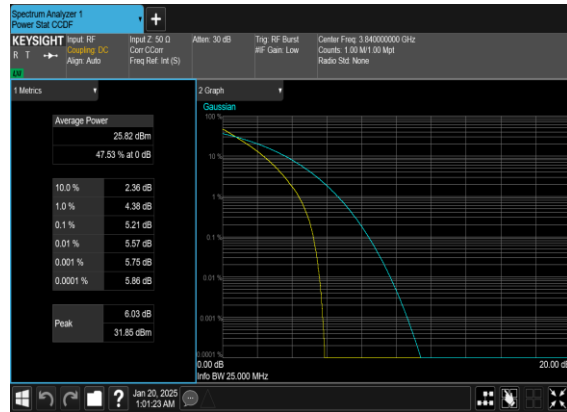 Spectrum Analyzer 1
Power Stat CCDF
KEYSIGHT
R T
LV
Input: RF
Coupling: DC
Align: Auto
Input Z: 50 Ω
Corr CCorr
Freq Ref: Int (S)
Atten: 30 dB
Trig: RF Burst
#IF Gain: Low
Center Freq: 3.840000000 GHz
Counts: 1.00 M/1.00 Mpt
Radio Std: None
1 Metrics
Average Power
25.82 dBm
47.53 % at 0 dB
10.0 % 2.36 dB
1.0 % 4.38 dB
0.1 % 5.21 dB
0.01 % 5.57 dB
0.001 % 5.75 dB
0.0001 % 5.86 dB
Peak
6.03 dB
31.85 dBm
2 Graph
Gaussian
100 %
10 %
1 %
0.1 %
0.01 %
0.001 %
0.0001 %
0.00 dB 20.00 dB
Info BW 25.000 MHz
?
Jan 20, 2025
1:01:23 AM